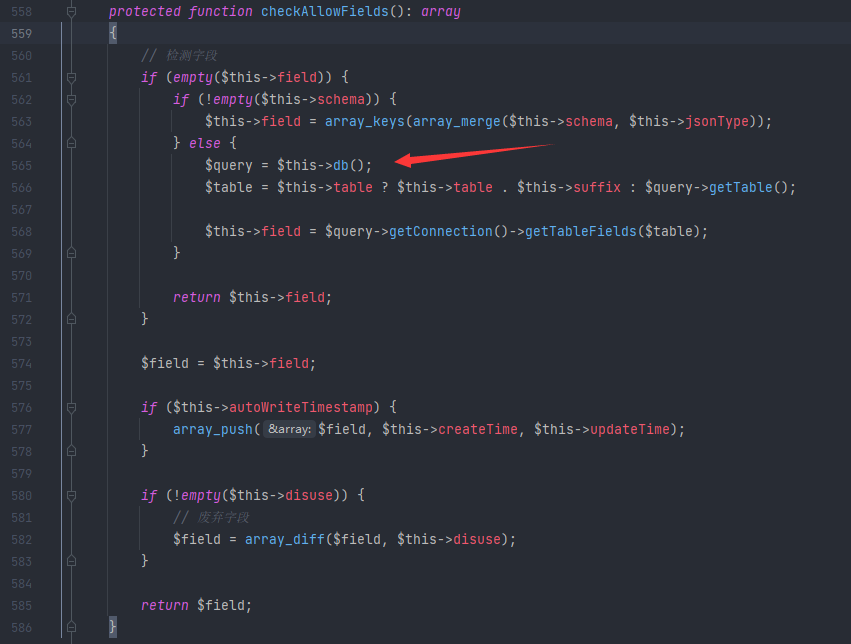 558 protected function checkAllowFields(): array
559 {
560 // 检测字段
561 if (empty($this->field)) {
562 if (!empty($this->schema)) {
563 $this->field = array_keys(array_merge($this->schema, $this->jsonType));
564 } else {
565 $query = $this->db();
566 $table = $this->table ? $this->table . $this->suffix : $query->getTable();
567
568 $this->field = $query->getConnection()->getTableFields($table);
569 }
570
571 return $this->field;
572 }
573
574 $field = $this->field;
575
576 if ($this->autoWriteTimestamp) {
577 array_push( &array: $field, $this->createTime, $this->updateTime);
578 }
579
580 if (!empty($this->disuse)) {
581 // 废弃字段
582 $field = array_diff($field, $this->disuse);
583 }
584
585 return $field;
586 }